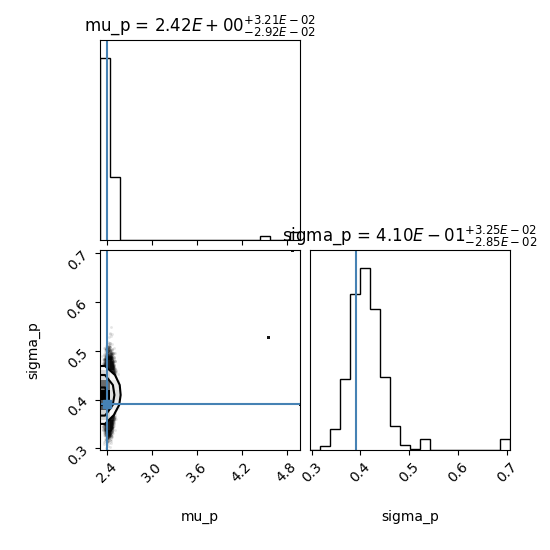 mu_p = 2.42E + 00 +3.21E − 02 −2.92E − 02
sigma_p = 4.10E − 01 +3.25E − 02 −2.85E − 02
sigma_p
0.7
0.6
0.5
0.4
0.3
2.4 3.0 3.6 4.2 4.8
0.3 0.4 0.5 0.6 0.7
mu_p sigma_p